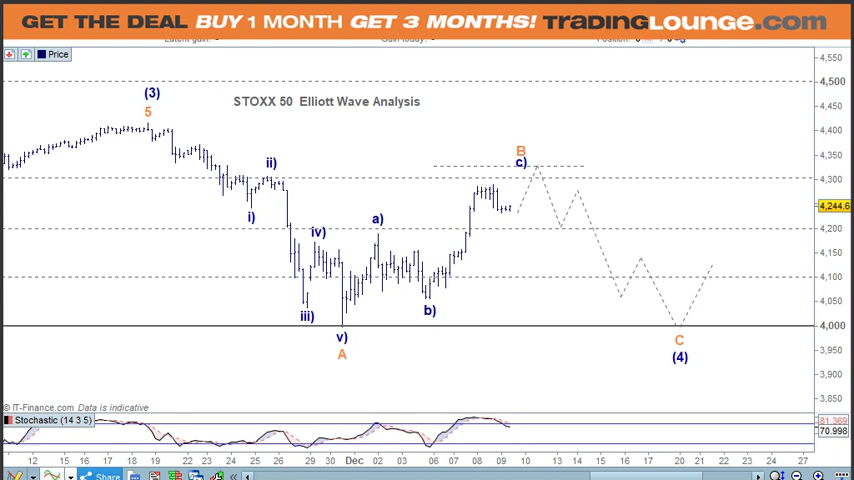 GET THE DEAL BUY 1 MONTH GET 3 MONTHS! TRADINGLOUNGE.com
Price
4,550
4,500
4,450
4,400
4,350
4,300
4,244.6
4,200
4,150
4,100
4,050
4,000
3,950
3,900
3,850
(3)
5
STOXX 50 Elliott Wave Analysis
B
c)
ii)
i)
iv)
a)
iii)
b)
v)
A
C
(4)
© IT-Finance.com Data is indicative
Stochastic (14 3 5)
81.369
70.998
12 15 16 17 18 19 22 23 24 25 26 29 30 Dec 02 03 06 07 08 09 10 13 14 15 16 17 20 21 22 23 24 27
Share